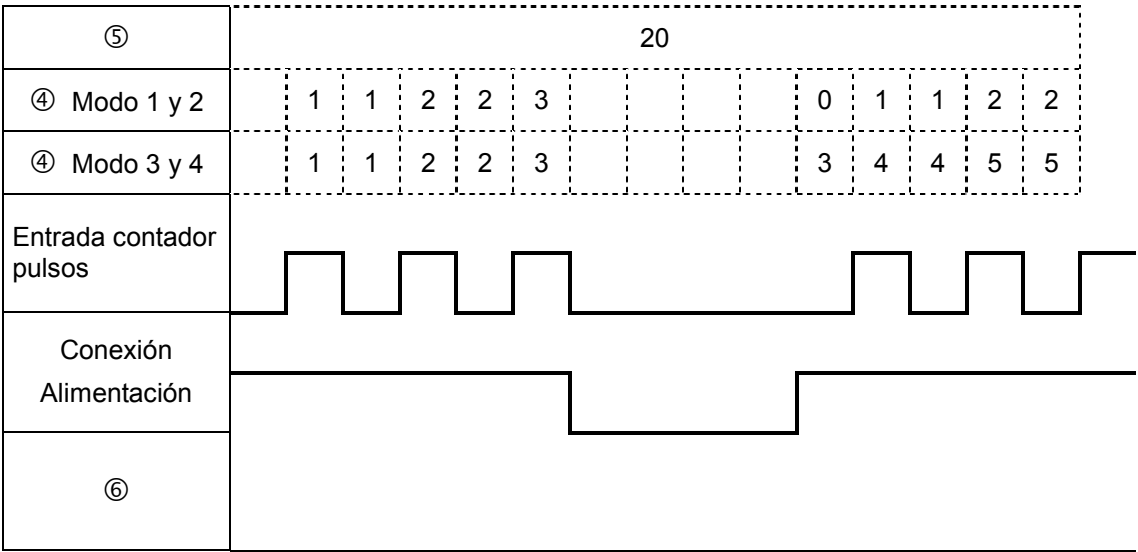 ⑤ 20
④ Modo 1 y 2 1 1 2 2 3 0 1 1 2 2
④ Modo 3 y 4 1 1 2 2 3 3 4 4 5 5
Entrada contador
pulsos
Conexión
Alimentación
⑥